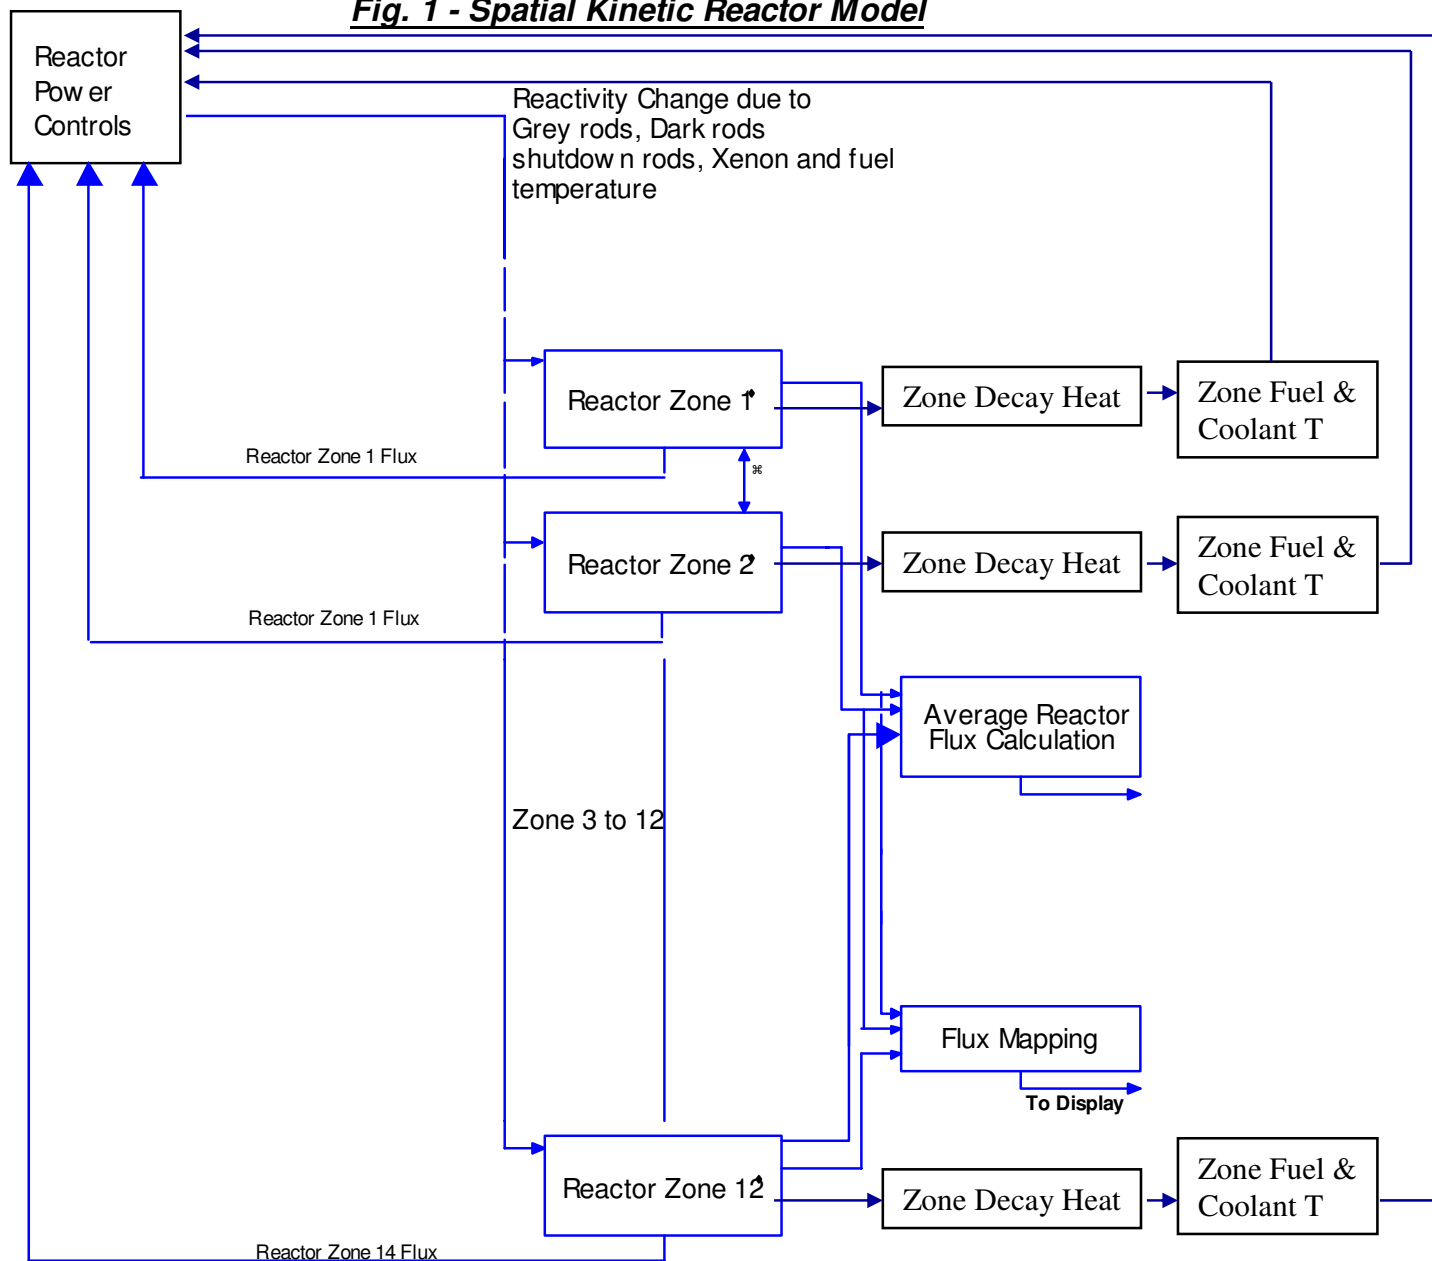 Fig. 1 - Spatial Kinetic Reactor Model
Reactor
Power
Controls
Reactivity Change due to
Grey rods, Dark rods
shutdown rods, Xenon and fuel
temperature
Reactor Zone 1
Zone Decay Heat
Zone Fuel &
Coolant T
Reactor Zone 1 Flux
⌘
Reactor Zone 2
Zone Decay Heat
Zone Fuel &
Coolant T
Reactor Zone 1 Flux
Average Reactor
Flux Calculation
Zone 3 to 12
Flux Mapping
To Display
Reactor Zone 12
Zone Decay Heat
Zone Fuel &
Coolant T
Reactor Zone 14 Flux